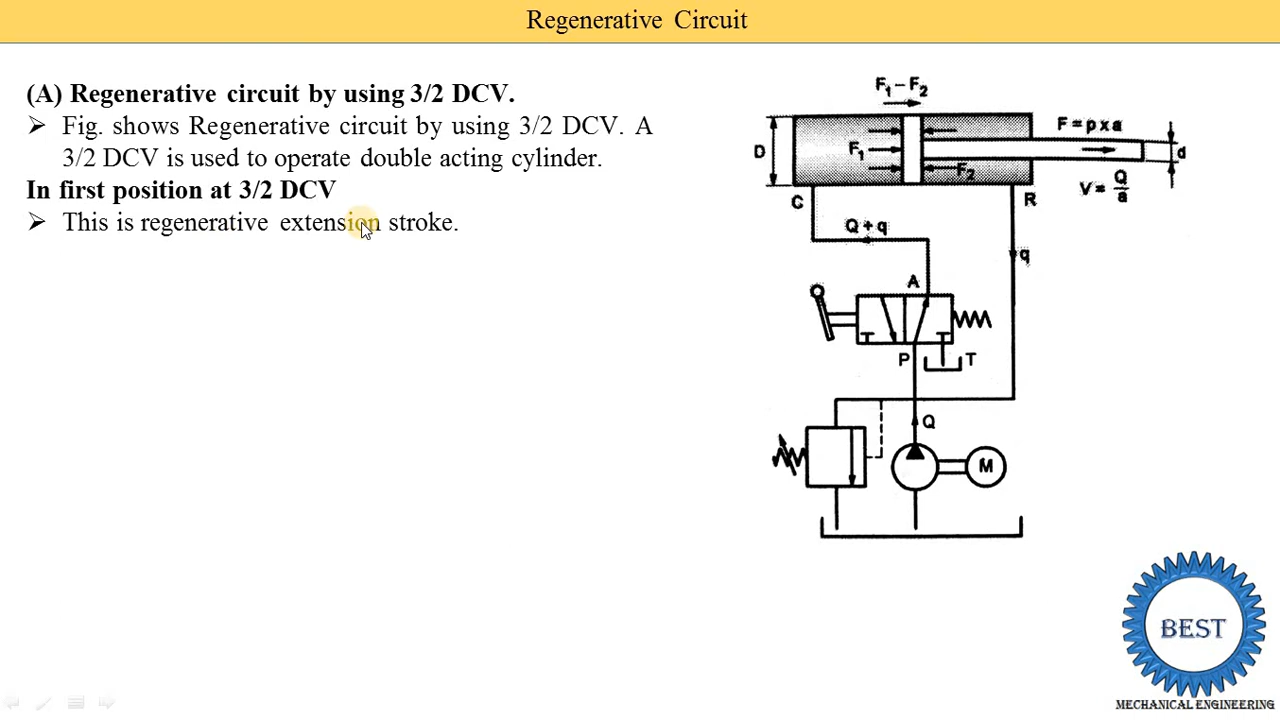 Regenerative Circuit
(A) Regenerative circuit by using 3/2 DCV.
➢ Fig. shows Regenerative circuit by using 3/2 DCV. A
3/2 DCV is used to operate double acting cylinder.
In first position at 3/2 DCV
➢ This is regenerative extension stroke.
F₁ – F₂
F = p x a
D
F₁
d
F₂
V = Q/a
C
R
Q + q
q
A
T
T
P
T
Q
M
BEST
MECHANICAL ENGINEERING